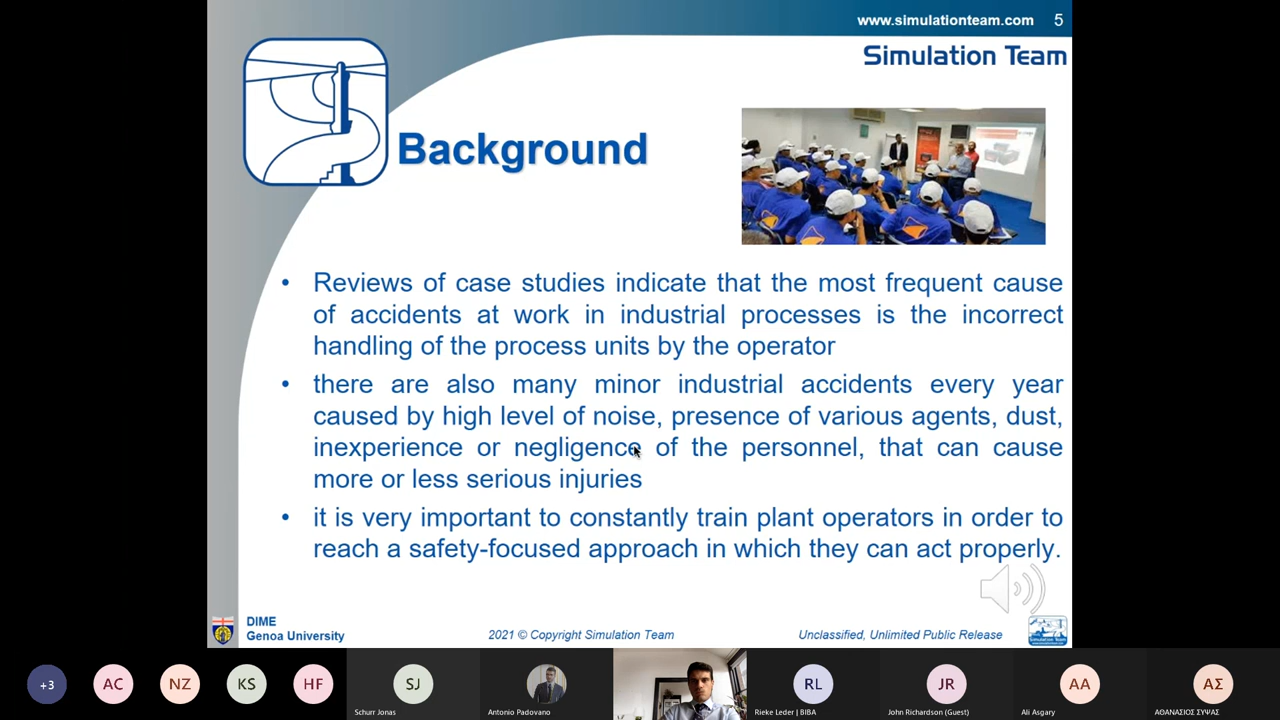 www.simulationteam.com 5
Simulation Team
Background
• Reviews of case studies indicate that the most frequent cause
of accidents at work in industrial processes is the incorrect
handling of the process units by the operator
• there are also many minor industrial accidents every year
caused by high level of noise, presence of various agents, dust,
inexperience or negligence of the personnel, that can cause
more or less serious injuries
• it is very important to constantly train plant operators in order to
reach a safety-focused approach in which they can act properly.
DIME
Genoa University
2021 © Copyright Simulation Team
Unclassified, Unlimited Public Release
Simulation Team
+3
AC
NZ
KS
HF
SJ
RL
JR
AA
ΑΣ
Schurr Jonas
Antonio Padovano
Rieke Leder | BIBA
John Richardson (Guest)
Ali Asgary
ΑΘΑΝΑΣΙΟΣ ΣΥΨΑΣ